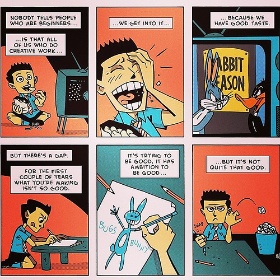 NOBODY TELLS PEOPLE
WHO ARE BEGINNERS...
...IS THAT ALL
OF US WHO DO
CREATIVE WORK...
...WE GET INTO IT...
...BECAUSE WE
HAVE GOOD TASTE.
ABBIT
EASON
BUT THERE'S A GAP.
FOR THE FIRST
COUPLE OF YEARS
WHAT YOU'RE MAKING
ISN'T SO GOOD.
IT'S TRYING TO
BE GOOD, IT HAS
AMBITION TO
BE GOOD...
BUGS
BUNNY
...BUT IT'S NOT
QUITE THAT GOOD.